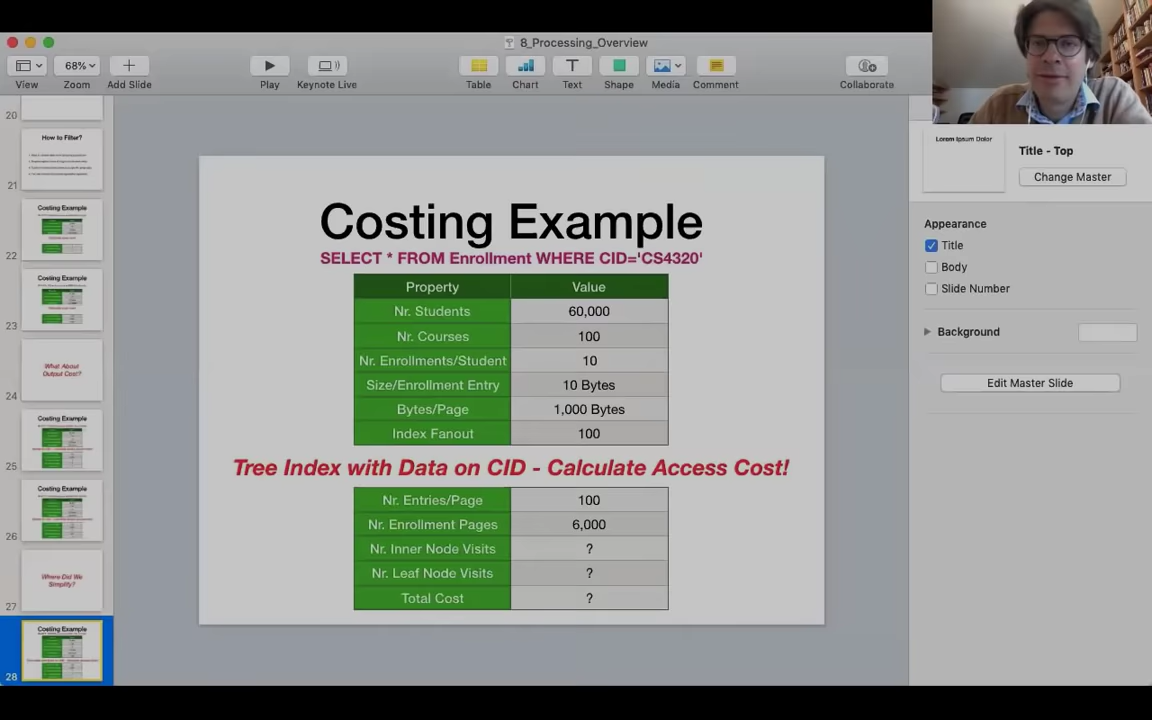 8_Processing_Overview
68%
View
Zoom
Add Slide
Play
Keynote Live
Table
Chart
Text
Shape
Media
Comment
Collaborate
20
How to Filter?
21
Costing Example
22
Costing Example
23
What About
Output Cost?
24
Costing Example
25
Costing Example
26
Where Did We
Simplify?
27
Costing Example
28
Costing Example
SELECT * FROM Enrollment WHERE CID='CS4320'
Property Value
Nr. Students 60,000
Nr. Courses 100
Nr. Enrollments/Student 10
Size/Enrollment Entry 10 Bytes
Bytes/Page 1,000 Bytes
Index Fanout 100
Tree Index with Data on CID - Calculate Access Cost!
Nr. Entries/Page 100
Nr. Enrollment Pages 6,000
Nr. Inner Node Visits ?
Nr. Leaf Node Visits ?
Total Cost ?
Lorem Ipsum Dolor
Title - Top
Change Master
Appearance
Title
Body
Slide Number
Background
Edit Master Slide